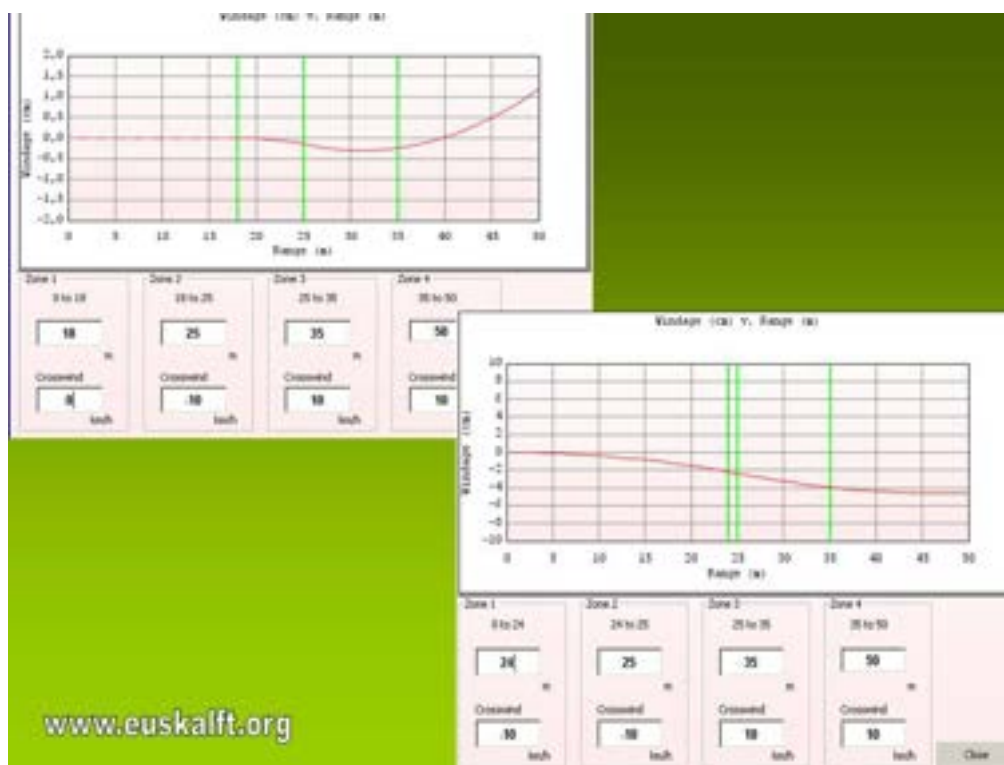 Windage (cm) v. Range (m)
2.0
1.5
1.0
0.5
0.0
-0.5
-1.0
-1.5
-2.0
Windage (cm)
0 5 10 15 20 25 30 35 40 45 50
Range (m)
Zone 1 Zone 2 Zone 3 Zone 4
0 to 18 18 to 25 25 to 35 35 to 50
18 25 35 50
m m m
Crosswind Crosswind Crosswind Crosswind
0 -10 10 10
km/h km/h km/h
Windage (cm) v. Range (m)
10
8
6
4
2
0
-2
-4
-6
-8
-10
Windage (cm)
0 5 10 15 20 25 30 35 40 45 50
Range (m)
Zone 1 Zone 2 Zone 3 Zone 4
0 to 24 24 to 25 25 to 35 35 to 50
24 25 35 50
m m m m
Crosswind Crosswind Crosswind Crosswind
-10 -10 10 10
km/h km/h km/h km/h
Close
www.euskalft.org